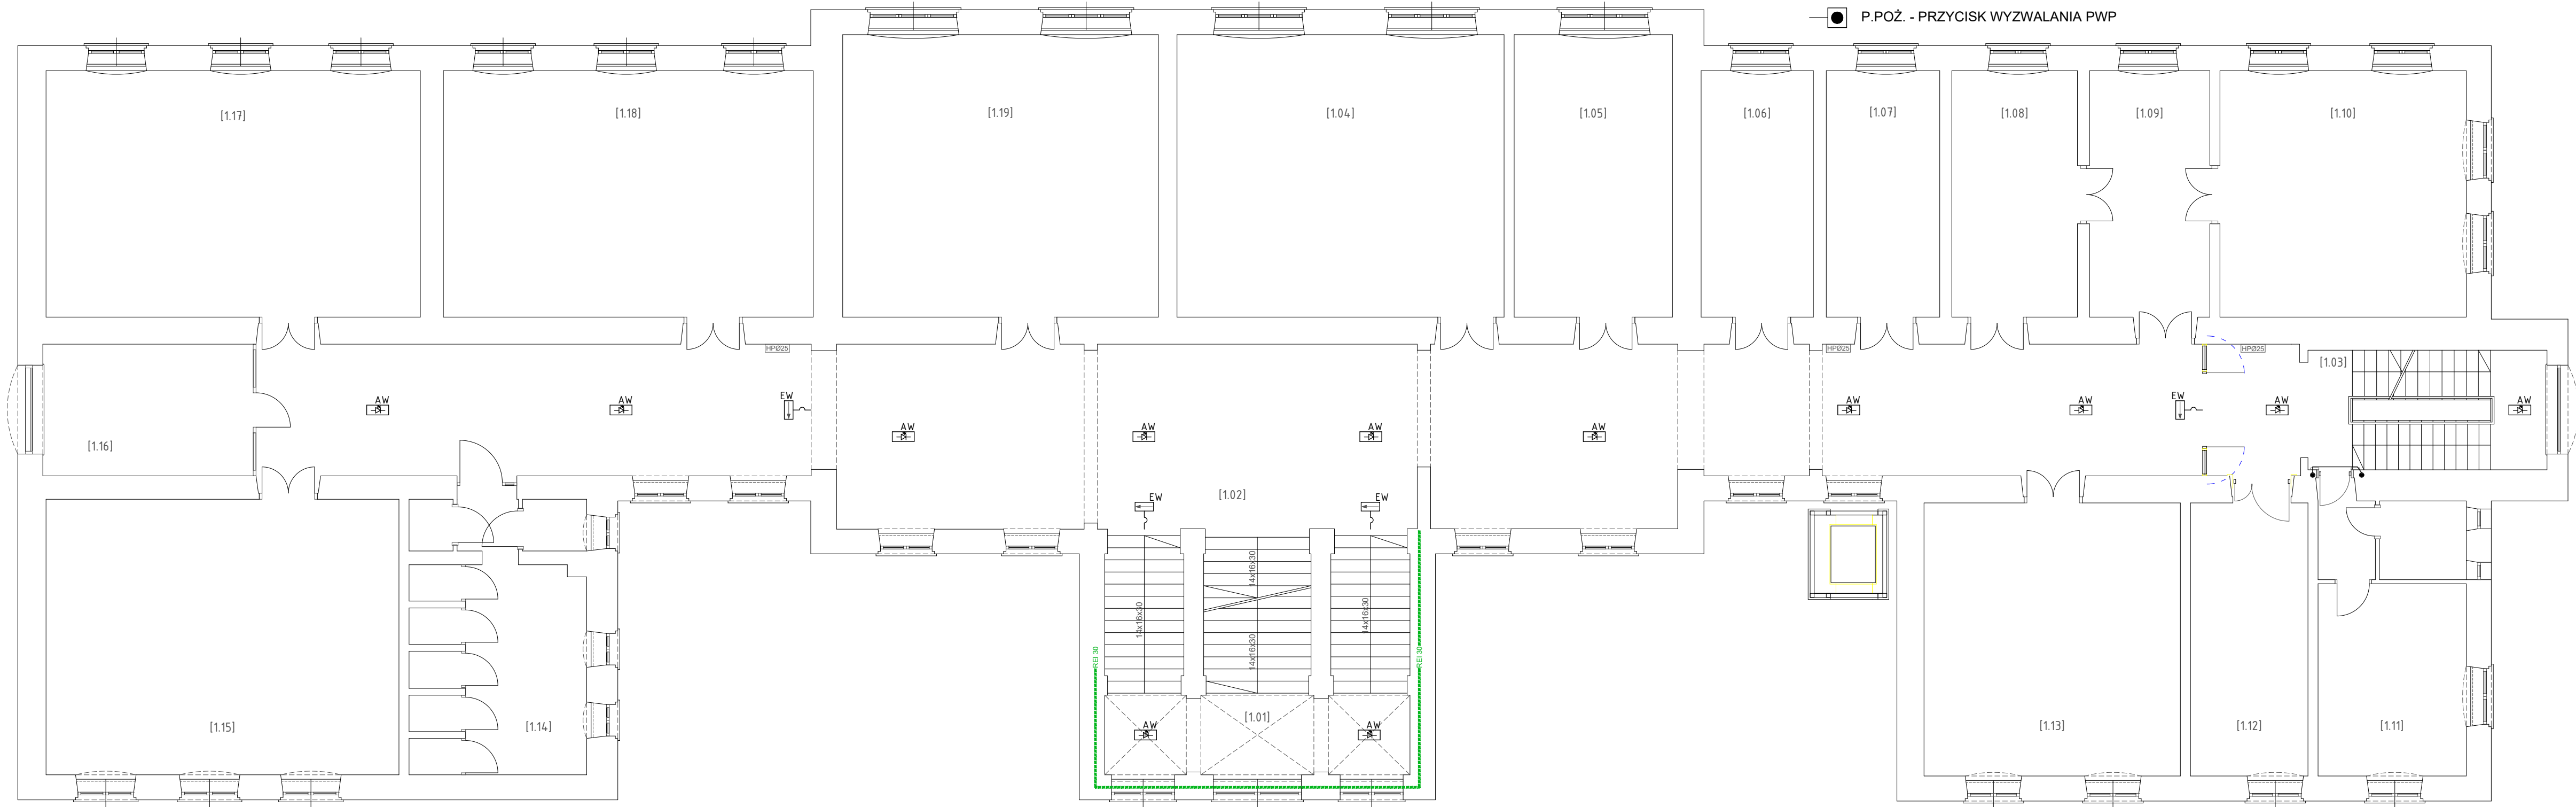 P.POŻ. - PRZYCISK WYZWALANIA PWP
[1.17]
[1.18]
[1.19]
[1.04]
[1.05]
[1.06]
[1.07]
[1.08]
[1.09]
[1.10]
HPØ25
HPØ25
HPØ25
[1.03]
[1.16]
AW
AW
EW
AW
AW
AW
AW
AW
AW
EW
AW
AW
[1.02]
EW
EW
14x16x30
14x16x30
14x16x30
14x16x30
REI 30
REI 30
[1.15]
[1.14]
[1.01]
AW
AW
[1.13]
[1.12]
[1.11]